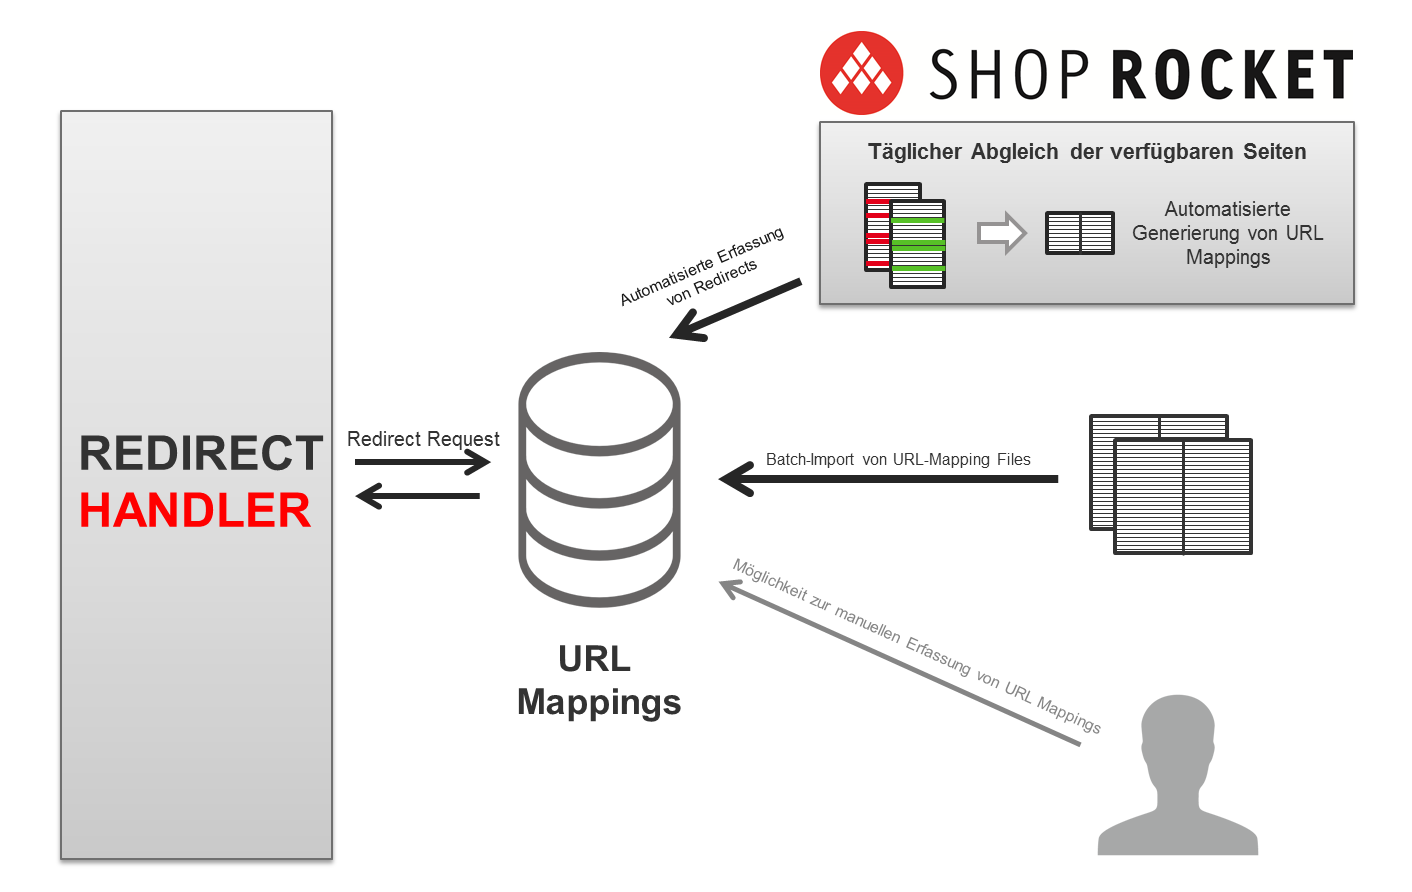 SHOP ROCKET
Täglicher Abgleich der verfügbaren Seiten
Automatisierte
Generierung von URL
Mappings
Automatisierte Erfassung
von Redirects
REDIRECT
HANDLER
Redirect Request
Batch-Import von URL-Mapping Files
Möglichkeit zur manuellen Erfassung von URL Mappings
URL
Mappings